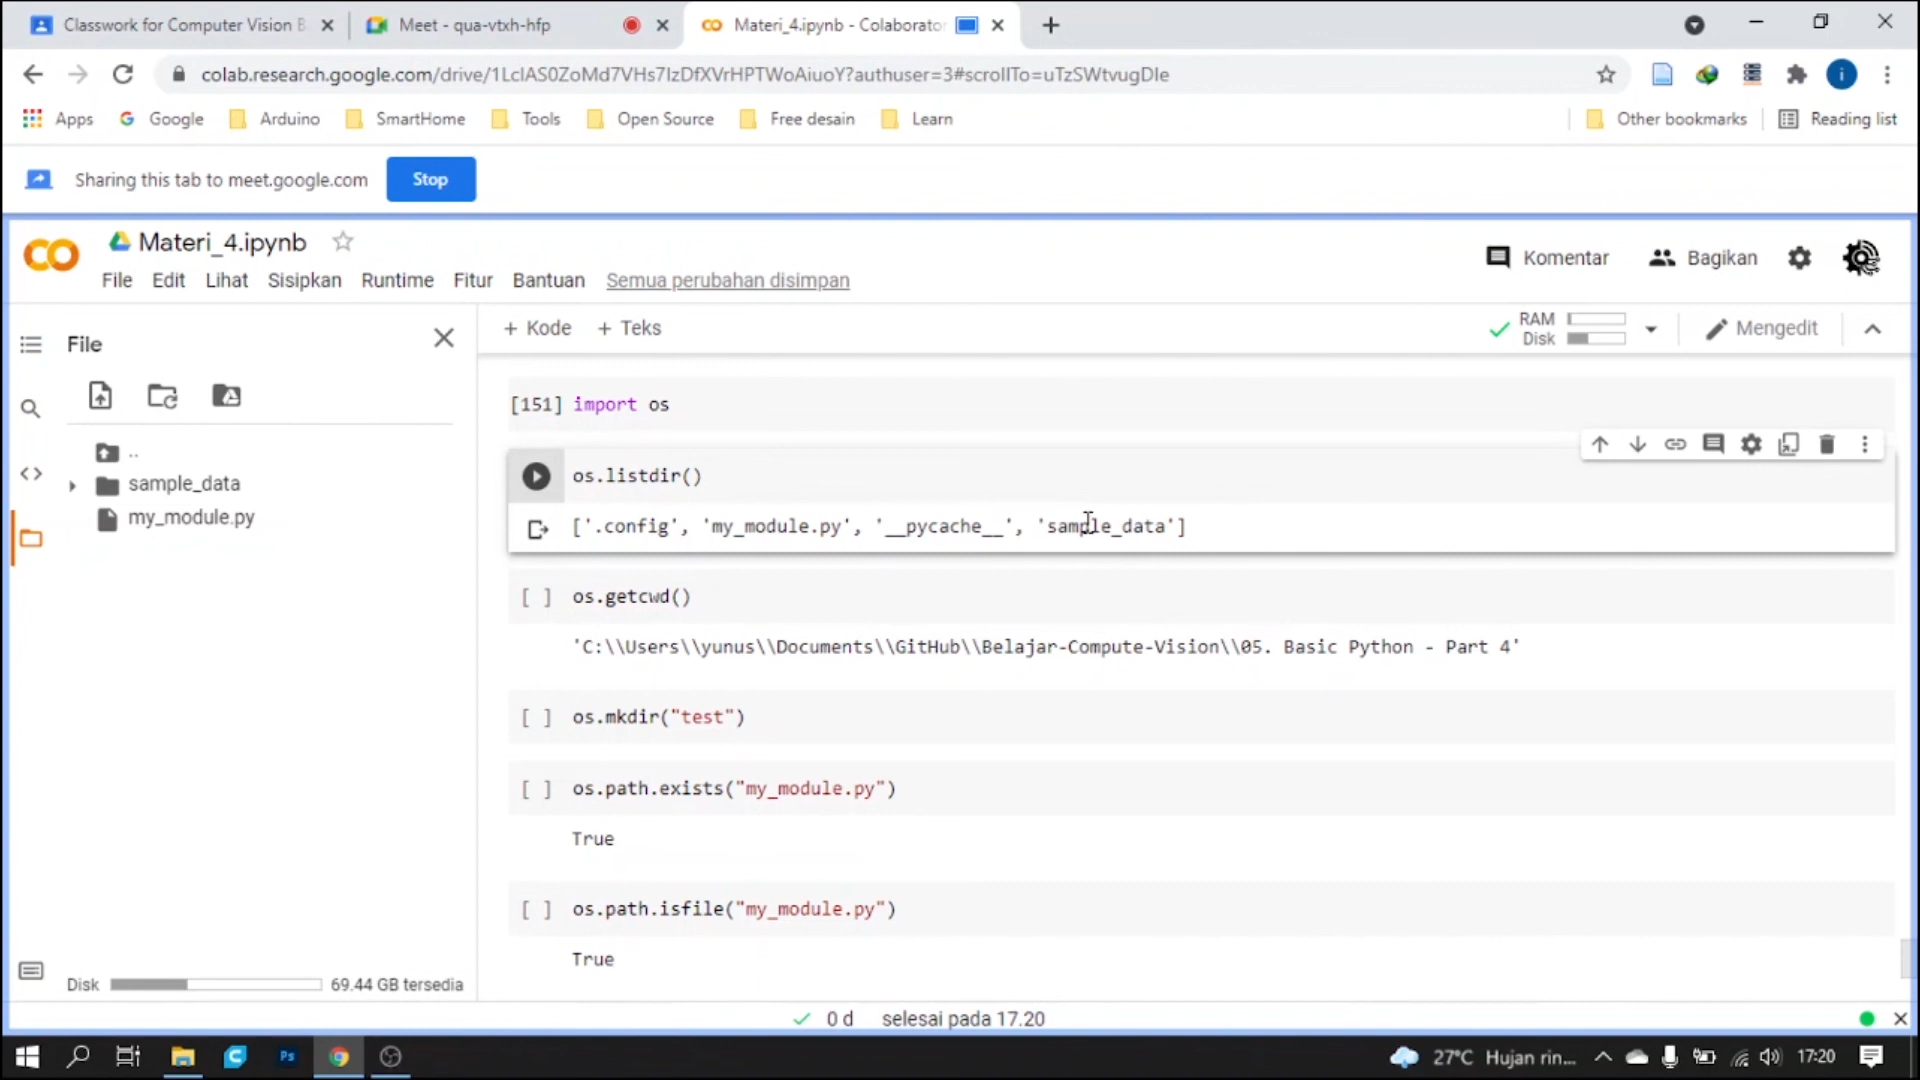 Classwork for Computer Vision B
Meet - qua-vtxh-hfp
Materi_4.ipynb - Colaborator
colab.research.google.com/drive/1LcIAS0ZoMd7VHs7IzDfXVrHPTWoAiuoY?authuser=3#scrollTo=uTzSWtvugDIe
Apps
Google
Arduino
SmartHome
Tools
Open Source
Free desain
Learn
Other bookmarks
Reading list
Sharing this tab to meet.google.com
Stop
Materi_4.ipynb
Komentar
Bagikan
File Edit Lihat Sisipkan Runtime Fitur Bantuan Semua perubahan disimpan
File
+ Kode + Teks
RAM
Disk
Mengedit
..
sample_data
my_module.py
[151] import os
os.listdir()
['.config', 'my_module.py', '__pycache__', 'sample_data']
[ ] os.getcwd()
'C:\\Users\\yunus\\Documents\\GitHub\\Belajar-Compute-Vision\\05. Basic Python - Part 4'
[ ] os.mkdir("test")
[ ] os.path.exists("my_module.py")
True
[ ] os.path.isfile("my_module.py")
True
Disk 69.44 GB tersedia
0 d selesai pada 17.20
Ps
27°C Hujan rin...
17:20